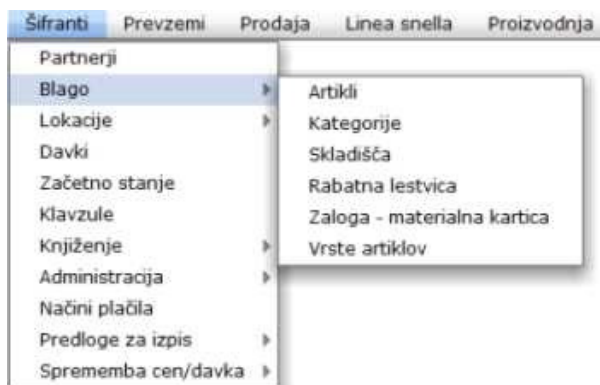 Šifranti Prevzemi Prodaja Linea snella Proizvodnja
Partnerji
Blago
Lokacije
Davki
Začetno stanje
Klavzule
Knjiženje
Administracija
Načini plačila
Predloge za izpis
Sprememba cen/davka
Artikli
Kategorije
Skladišča
Rabatna lestvica
Zaloga - materialna kartica
Vrste artiklov